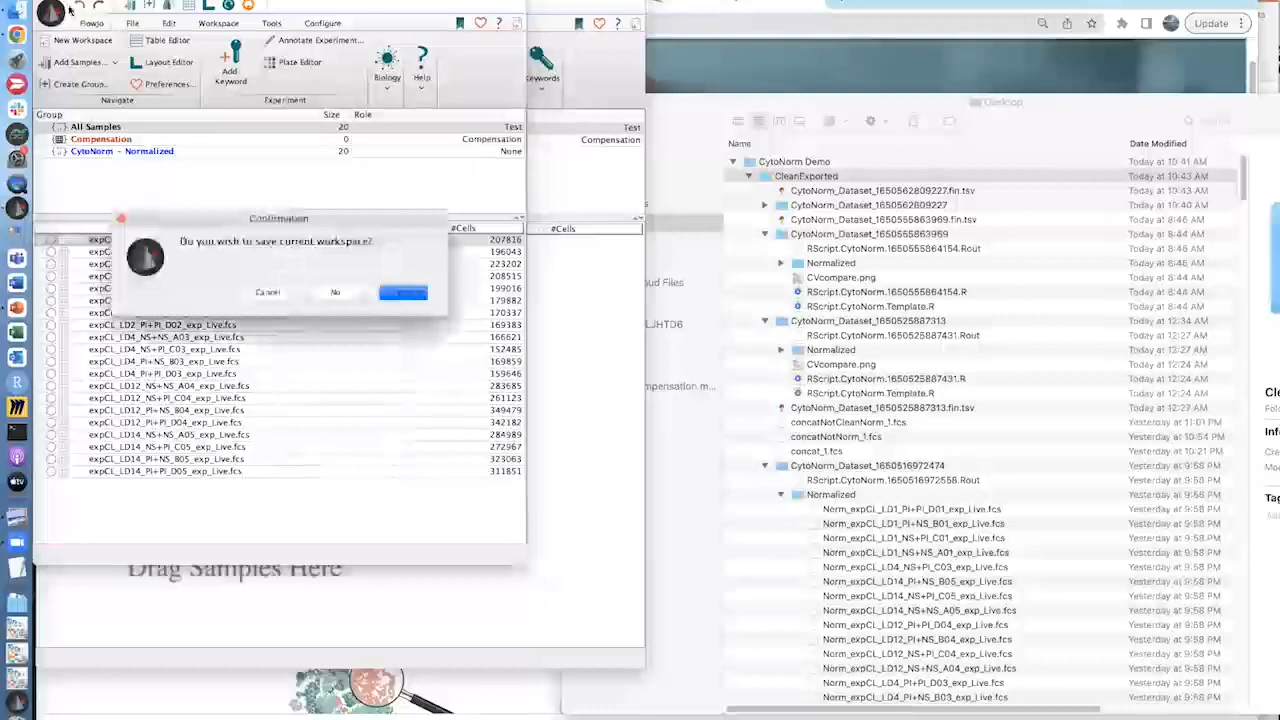 Update
FlowJo File Edit Workspace Tools Configure
New Workspace Table Editor Annotate Experiment...
Add Samples... Layout Editor Add Keyword Plate Editor Biology Help Keywords
Create Group... Preferences...
Navigate Experiment
Group Size Role
All Samples 20 Test Test
Compensation 0 Compensation Compensation
CytoNorm - Normalized 20 None
Confirmation
Do you wish to save current workspace?
Cancel No
#Cells #Cells
expC 207816
expC 196043
expC 223202
expC 208515
expC 199016
expC 179882
expC 170337
expCL_LD2_PI+PI_D02_exp_Live.fcs 169383
expCL_LD4_NS+NS_A03_exp_Live.fcs 166621
expCL_LD4_NS+PI_C03_exp_Live.fcs 152485
expCL_LD4_PI+NS_B03_exp_Live.fcs 169859
expCL_LD4_PI+PI_D03_exp_Live.fcs 159646
expCL_LD12_NS+NS_A04_exp_Live.fcs 283685
expCL_LD12_NS+PI_C04_exp_Live.fcs 261123
expCL_LD12_PI+NS_B04_exp_Live.fcs 349479
expCL_LD12_PI+PI_D04_exp_Live.fcs 342182
expCL_LD14_NS+NS_A05_exp_Live.fcs 284989
expCL_LD14_NS+PI_C05_exp_Live.fcs 272967
expCL_LD14_PI+NS_B05_exp_Live.fcs 323063
expCL_LD14_PI+PI_D05_exp_Live.fcs 311851
Drag Samples Here
oud Files
LJHTD6
mpensation m...
Desktop
Name Date Modified
CytoNorm Demo Today at 10:41 AM
CleanExported Today at 10:43 AM
CytoNorm_Dataset_1650562809227.fin.tsv Today at 10:43 AM
CytoNorm_Dataset_1650562809227 Today at 10:40 AM
CytoNorm_Dataset_1650555863969.fin.tsv Today at 8:46 AM
CytoNorm_Dataset_1650555863969 Today at 8:46 AM
RScript.CytoNorm.1650555864154.Rout Today at 8:46 AM
Normalized Today at 8:46 AM
CVcompare.png Today at 8:46 AM
RScript.CytoNorm.1650555864154.R Today at 8:44 AM
RScript.CytoNorm.Template.R Today at 8:44 AM
CytoNorm_Dataset_1650525887313 Today at 12:34 AM
RScript.CytoNorm.1650525887431.Rout Today at 12:27 AM
Normalized Today at 12:27 AM
CVcompare.png Today at 12:27 AM
RScript.CytoNorm.1650525887431.R Today at 12:24 AM
RScript.CytoNorm.Template.R Today at 12:24 AM
CytoNorm_Dataset_1650525887313.fin.tsv Today at 12:27 AM
concatNotCleanNorm_1.fcs Yesterday at 11:01 PM
concatNotNorm_1.fcs Yesterday at 10:54 PM
concat_1.fcs Yesterday at 10:21 PM
CytoNorm_Dataset_1650516972474 Yesterday at 9:58 PM
RScript.CytoNorm.1650516972558.Rout Yesterday at 9:58 PM
Normalized Yesterday at 9:58 PM
Norm_expCL_LD1_PI+PI_D01_exp_Live.fcs Yesterday at 9:58 PM
Norm_expCL_LD1_PI+NS_B01_exp_Live.fcs Yesterday at 9:58 PM
Norm_expCL_LD1_NS+PI_C01_exp_Live.fcs Yesterday at 9:58 PM
Norm_expCL_LD1_NS+NS_A01_exp_Live.fcs Yesterday at 9:58 PM
Norm_expCL_LD4_NS+PI_C03_exp_Live.fcs Yesterday at 9:58 PM
Norm_expCL_LD14_PI+NS_B05_exp_Live.fcs Yesterday at 9:58 PM
Norm_expCL_LD14_NS+PI_C05_exp_Live.fcs Yesterday at 9:58 PM
Norm_expCL_LD14_NS+NS_A05_exp_Live.fcs Yesterday at 9:58 PM
Norm_expCL_LD12_PI+PI_D04_exp_Live.fcs Yesterday at 9:58 PM
Norm_expCL_LD12_PI+NS_B04_exp_Live.fcs Yesterday at 9:58 PM
Norm_expCL_LD12_NS+PI_C04_exp_Live.fcs Yesterday at 9:58 PM
Norm_expCL_LD12_NS+NS_A04_exp_Live.fcs Yesterday at 9:58 PM
Norm_expCL_LD4_PI+PI_D03_exp_Live.fcs Yesterday at 9:58 PM
Norm_expCL_LD4_PI+NS_B03_exp_Live.fcs Yesterday at 9:58 PM